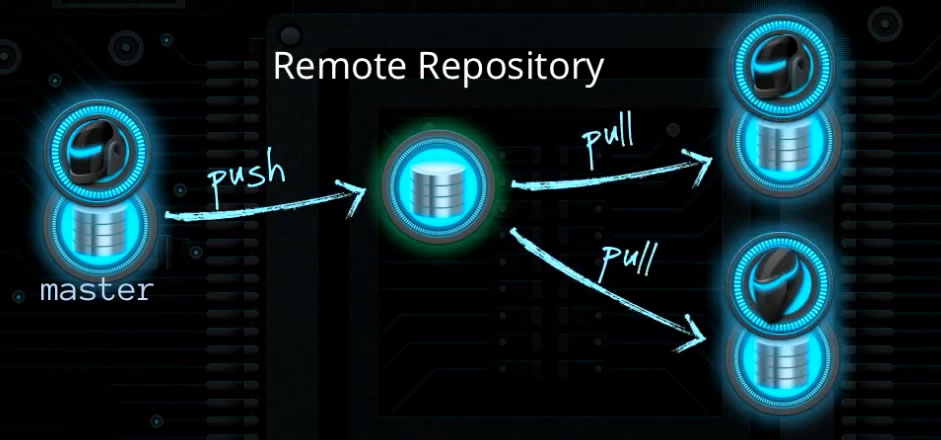 Remote Repository
pull
push
pull
master